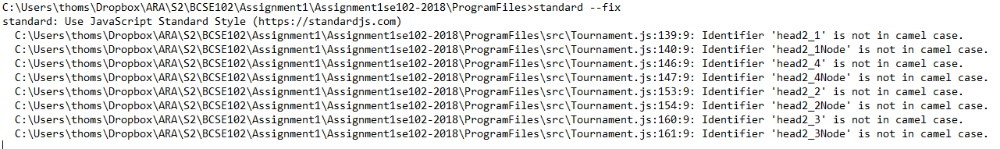 C:\Users\thoms\Dropbox\ARA\S2\BCSE102\Assignment1\Assignment1se102-2018\ProgramFiles>standard --fix
standard: Use JavaScript Standard Style (https://standardjs.com)
  C:\Users\thoms\Dropbox\ARA\S2\BCSE102\Assignment1\Assignment1se102-2018\ProgramFiles\src\Tournament.js:139:9: Identifier 'head2_1' is not in camel case.
  C:\Users\thoms\Dropbox\ARA\S2\BCSE102\Assignment1\Assignment1se102-2018\ProgramFiles\src\Tournament.js:140:9: Identifier 'head2_1Node' is not in camel case.
  C:\Users\thoms\Dropbox\ARA\S2\BCSE102\Assignment1\Assignment1se102-2018\ProgramFiles\src\Tournament.js:146:9: Identifier 'head2_4' is not in camel case.
  C:\Users\thoms\Dropbox\ARA\S2\BCSE102\Assignment1\Assignment1se102-2018\ProgramFiles\src\Tournament.js:147:9: Identifier 'head2_4Node' is not in camel case.
  C:\Users\thoms\Dropbox\ARA\S2\BCSE102\Assignment1\Assignment1se102-2018\ProgramFiles\src\Tournament.js:153:9: Identifier 'head2_2' is not in camel case.
  C:\Users\thoms\Dropbox\ARA\S2\BCSE102\Assignment1\Assignment1se102-2018\ProgramFiles\src\Tournament.js:154:9: Identifier 'head2_2Node' is not in camel case.
  C:\Users\thoms\Dropbox\ARA\S2\BCSE102\Assignment1\Assignment1se102-2018\ProgramFiles\src\Tournament.js:160:9: Identifier 'head2_3' is not in camel case.
  C:\Users\thoms\Dropbox\ARA\S2\BCSE102\Assignment1\Assignment1se102-2018\ProgramFiles\src\Tournament.js:161:9: Identifier 'head2_3Node' is not in camel case.